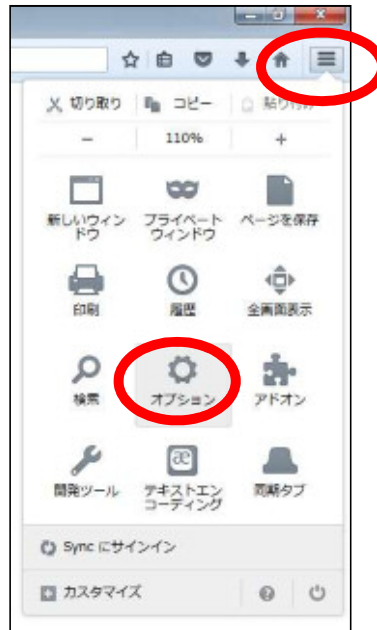 切り取り コピー 貼り付け
− 110% +
新しいウィン
ドウ
プライベート
ウィンドウ
ページを保存
印刷 履歴 全画面表示
検索 オプション アドオン
開発ツール
テキストエン
コーディング
同期タブ
Sync にサインイン
カスタマイズ